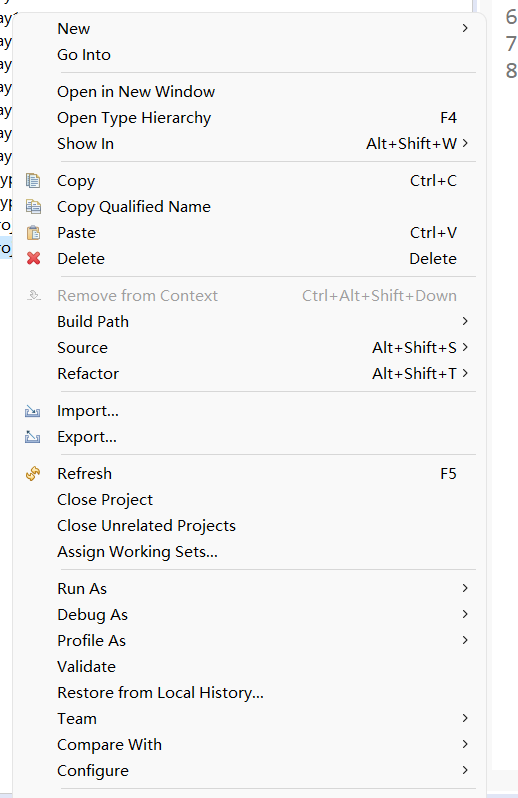 New
Go Into
Open in New Window
Open Type Hierarchy F4
Show In Alt+Shift+W
Copy Ctrl+C
Copy Qualified Name
Paste Ctrl+V
Delete Delete
Remove from Context Ctrl+Alt+Shift+Down
Build Path
Source Alt+Shift+S
Refactor Alt+Shift+T
Import...
Export...
Refresh F5
Close Project
Close Unrelated Projects
Assign Working Sets...
Run As
Debug As
Profile As
Validate
Restore from Local History...
Team
Compare With
Configure
6
7
8